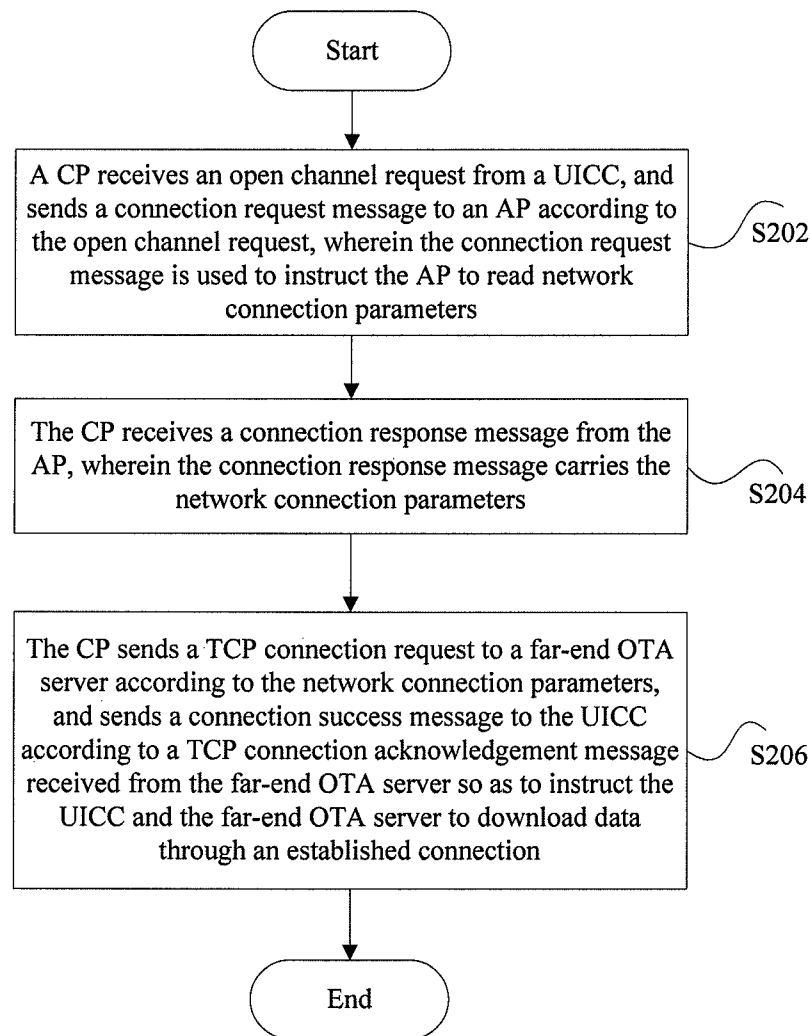 Start
A CP receives an open channel request from a UICC, and
sends a connection request message to an AP according to
the open channel request, wherein the connection request
message is used to instruct the AP to read network
connection parameters
S202
The CP receives a connection response message from the
AP, wherein the connection response message carries the
network connection parameters
S204
The CP sends a TCP connection request to a far-end OTA
server according to the network connection parameters,
and sends a connection success message to the UICC
according to a TCP connection acknowledgement message
received from the far-end OTA server so as to instruct the
UICC and the far-end OTA server to download data
through an established connection
S206
End